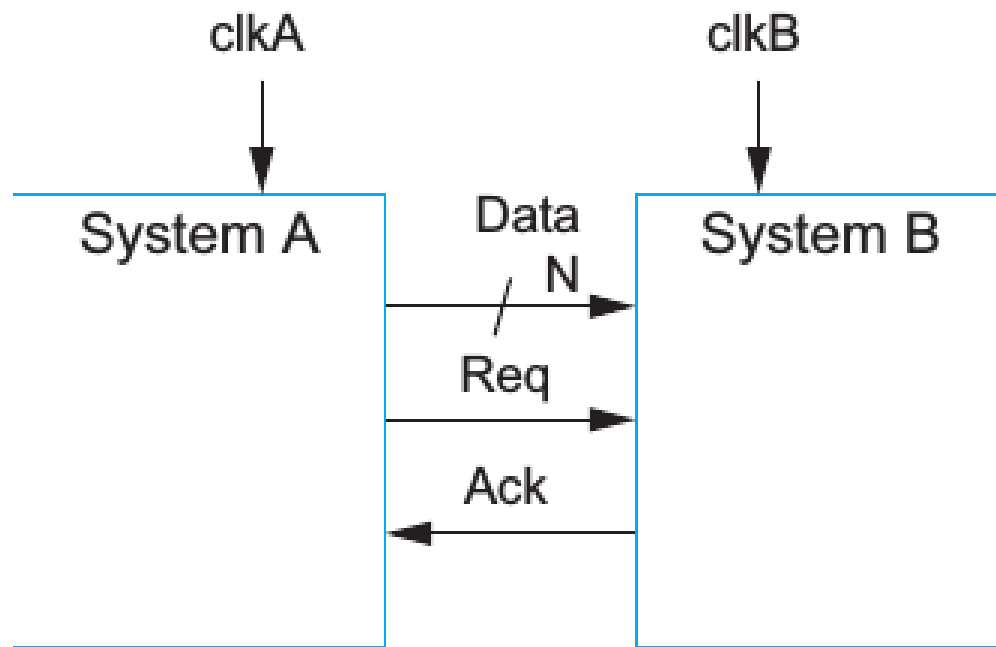 clkA
clkB
System A
Data
N
System B
Req
Ack